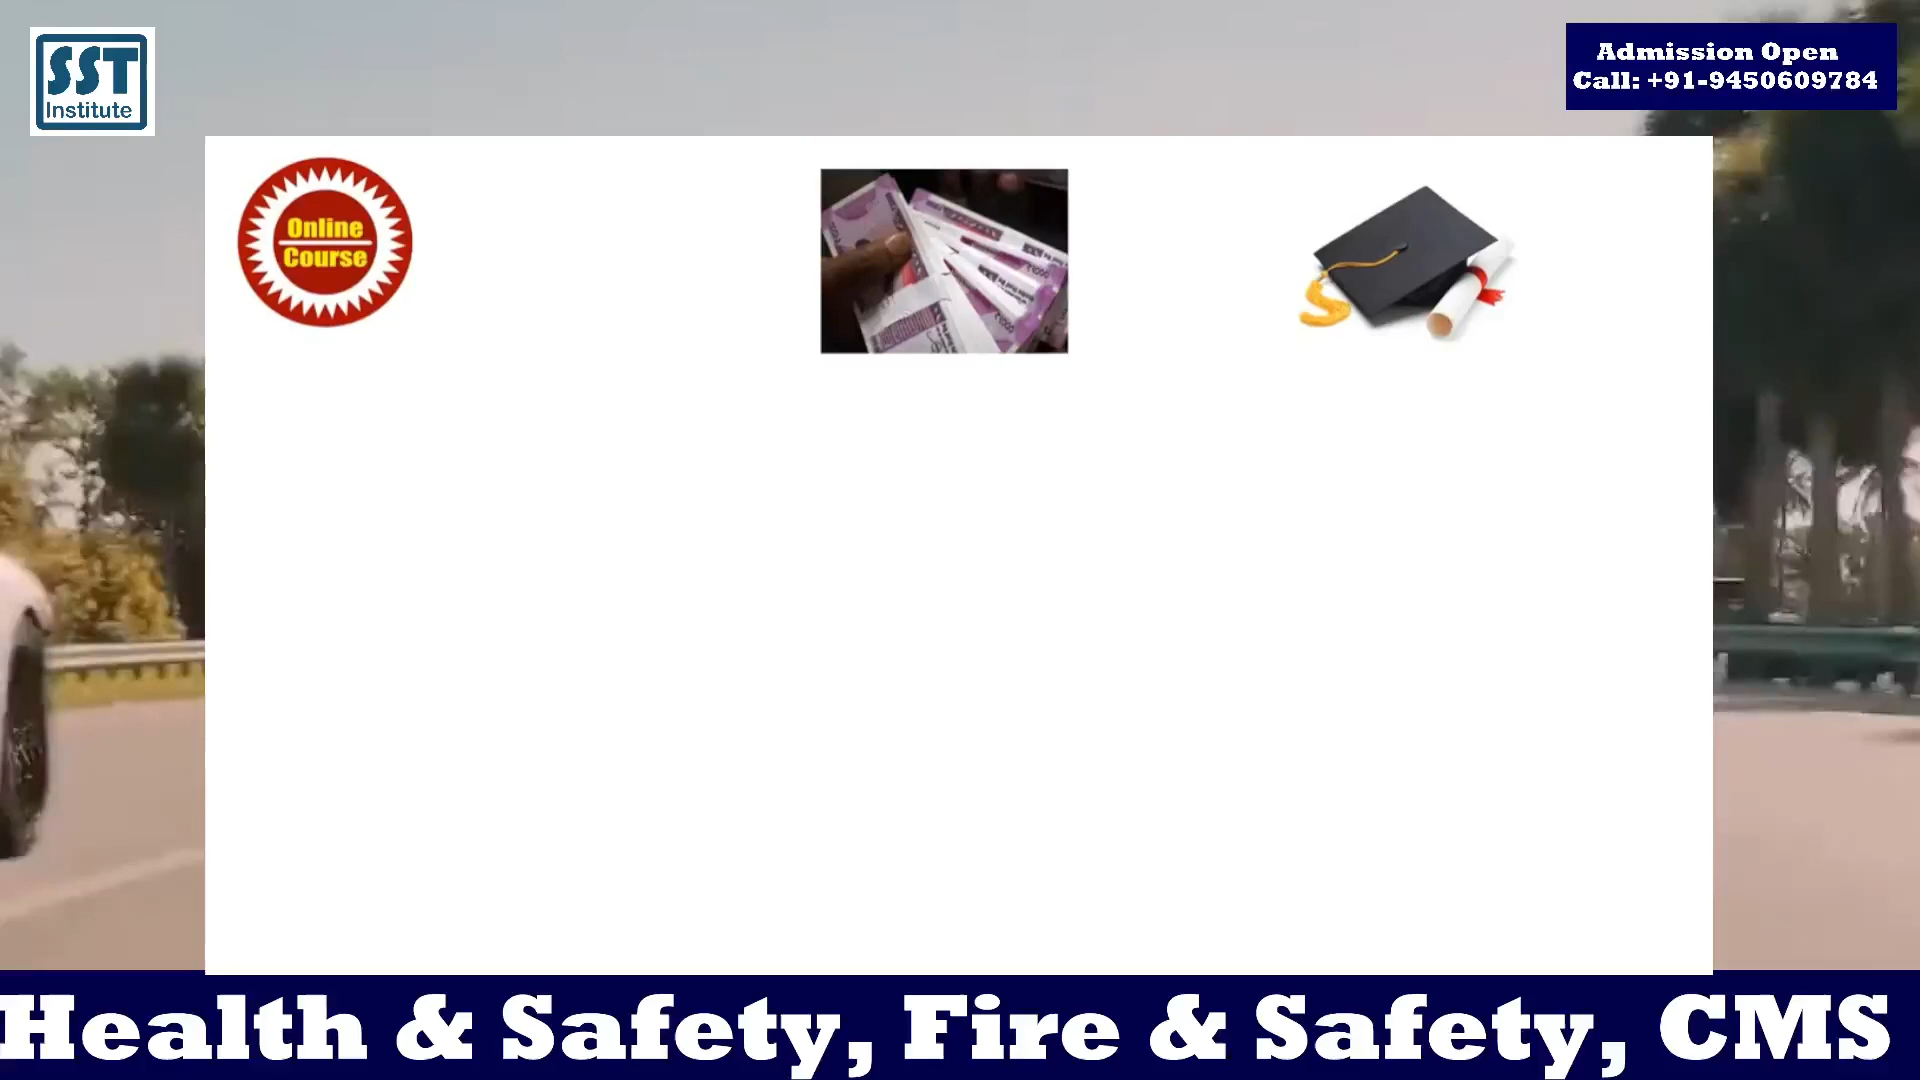 SST
Institute
Admission Open
Call: +91-9450609784
Online
Course
Health & Safety, Fire & Safety, CMS